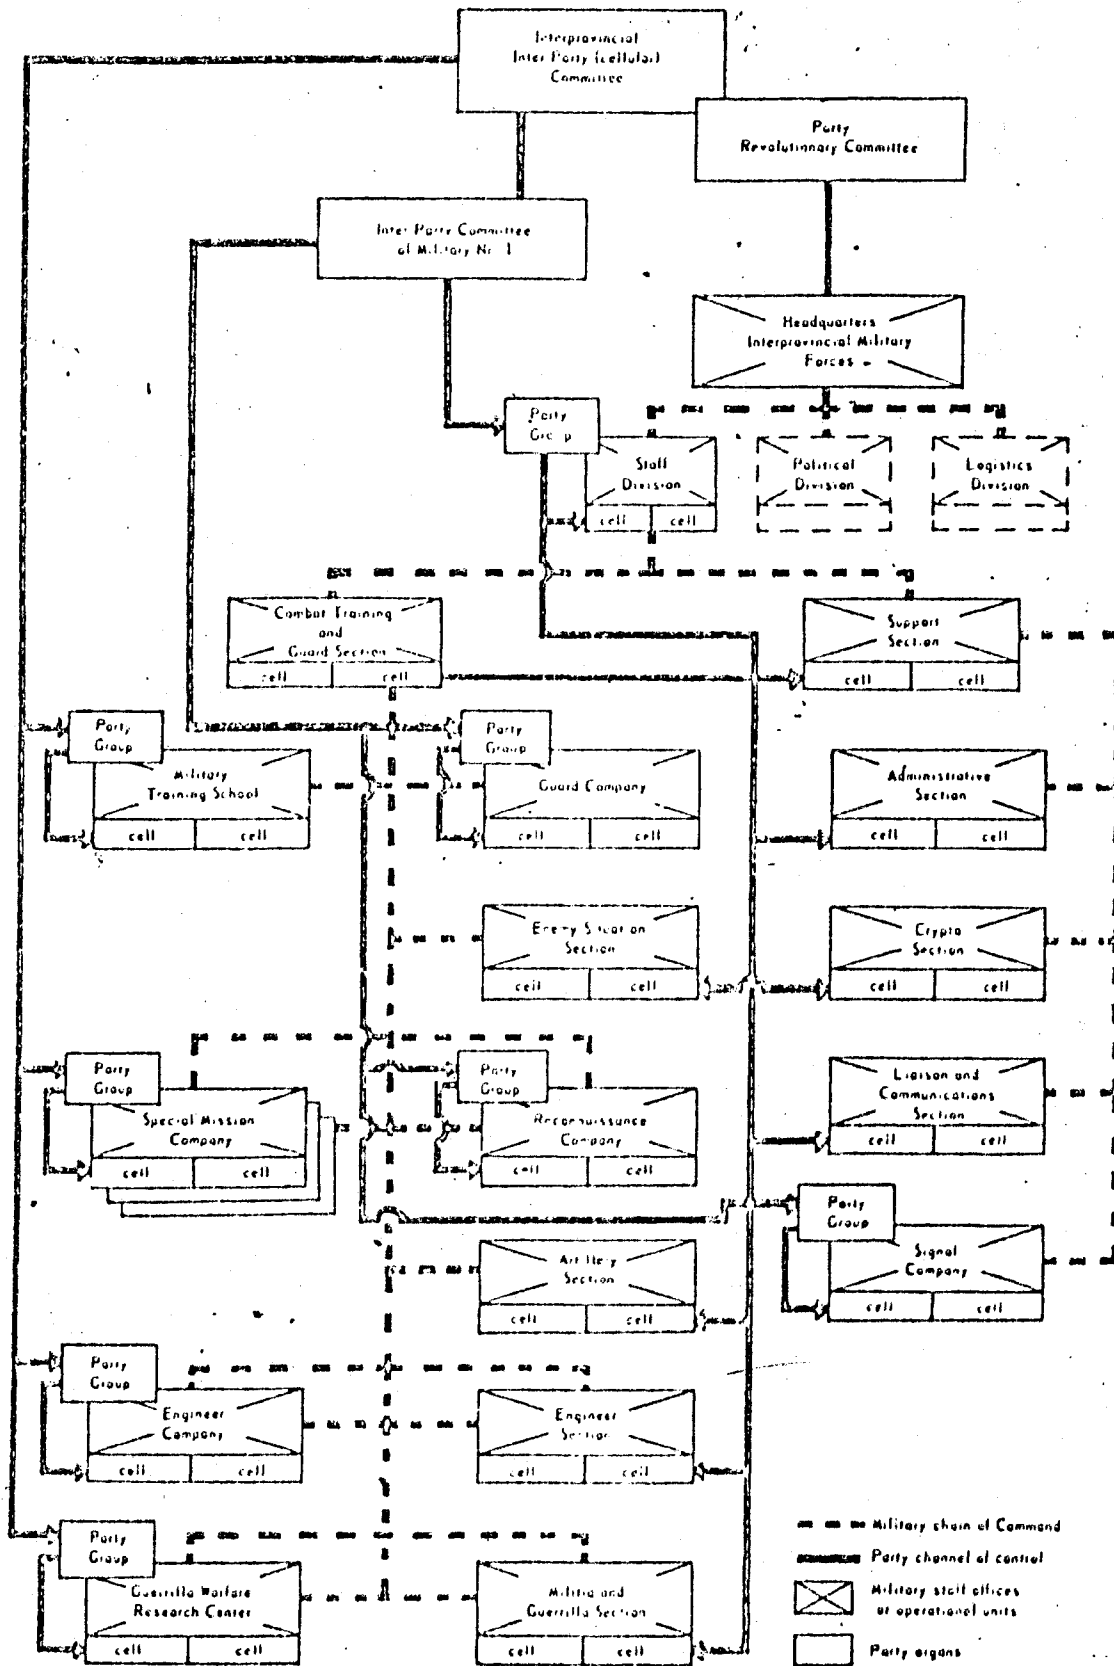 Interprovincial
Inter Party (cellular)
Committee
Party
Revolutionary Committee
Inter Party Committee
of Military Nr. 1
Headquarters
Interprovincial Military
Forces
Party
Group
Staff
Division
cell cell
Political
Division
Logistics
Division
Combat Training
and
Guard Section
cell cell
Support
Section
cell cell
Party
Group
Military
Training School
cell cell
Party
Group
Guard Company
cell cell
Administrative
Section
cell cell
Enemy Situation
Section
cell cell
Crypto
Section
cell cell
Party
Group
Special Mission
Company
cell cell
Party
Group
Reconnaissance
Company
cell cell
Liaison and
Communications
Section
cell cell
Party
Group
Signal
Company
cell cell
Artillery
Section
cell cell
Party
Group
Engineer
Company
cell cell
Engineer
Section
cell cell
Party
Group
Guerrilla Warfare
Research Center
cell cell
Militia and
Guerrilla Section
cell cell
Military chain of Command
Party channel of control
Military staff offices
or operational units
Party organs